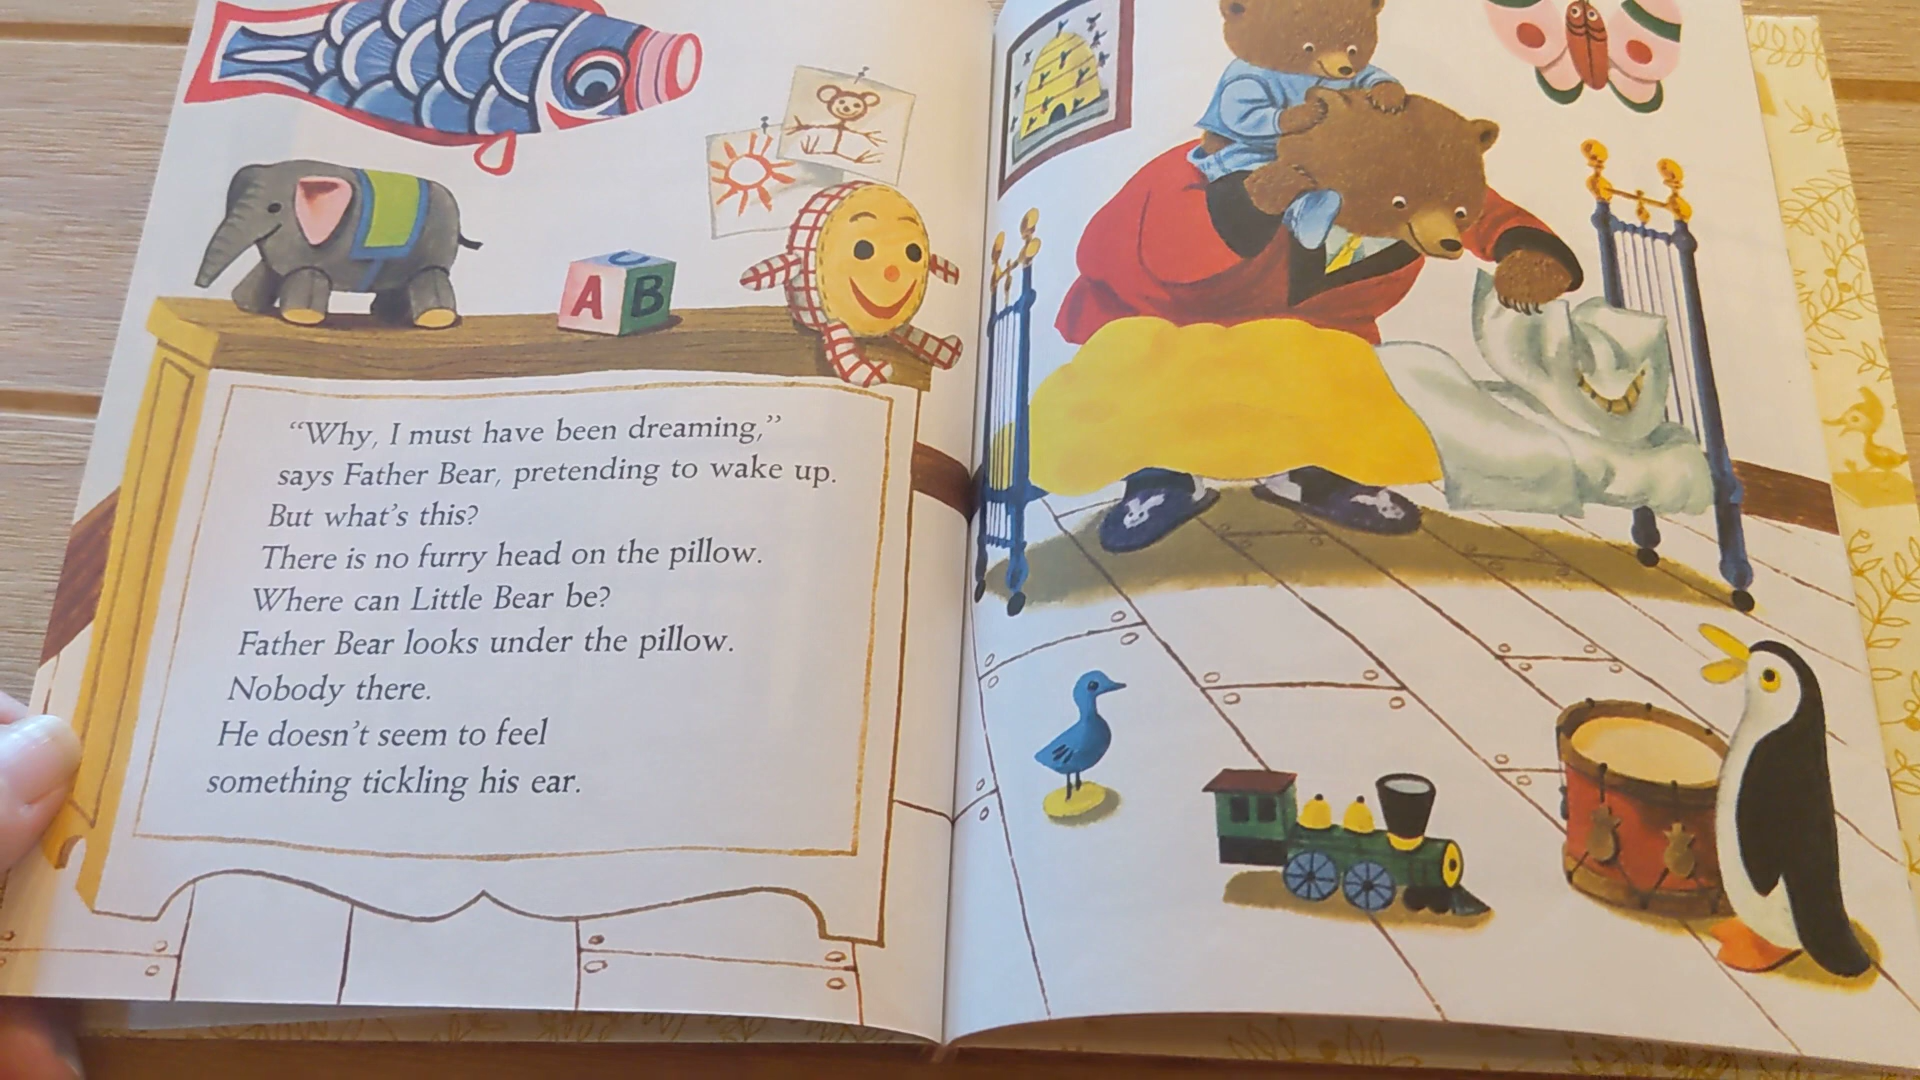 A B C
“Why, I must have been dreaming,”
says Father Bear, pretending to wake up.
But what’s this?
There is no furry head on the pillow.
Where can Little Bear be?
Father Bear looks under the pillow.
Nobody there.
He doesn’t seem to feel
something tickling his ear.